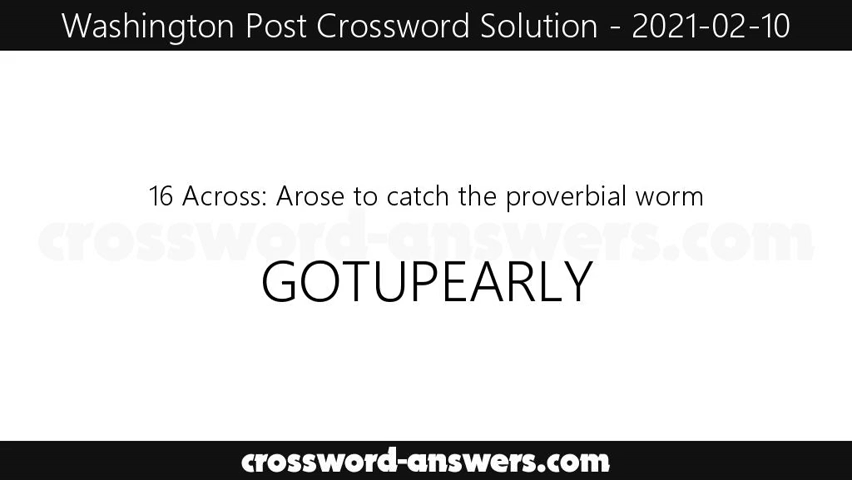 Washington Post Crossword Solution - 2021-02-10
16 Across: Arose to catch the proverbial worm
crossword-answers.com
GOTUPEARLY
crossword-answers.com